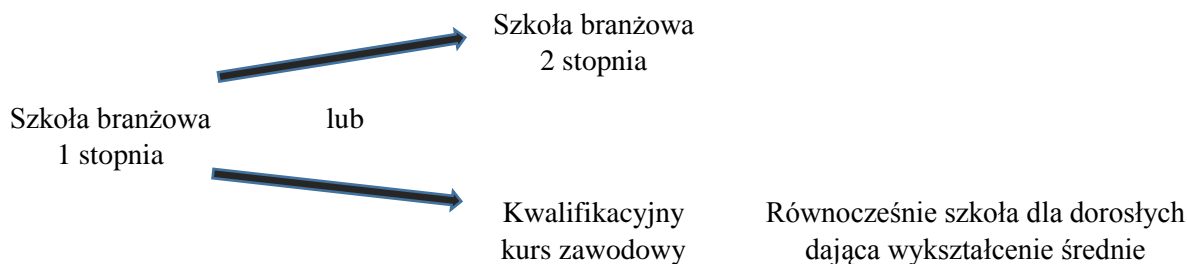 Szkoła branżowa
2 stopnia
Szkoła branżowa
1 stopnia
lub
Kwalifikacyjny
kurs zawodowy
Równocześnie szkoła dla dorosłych
dająca wykształcenie średnie